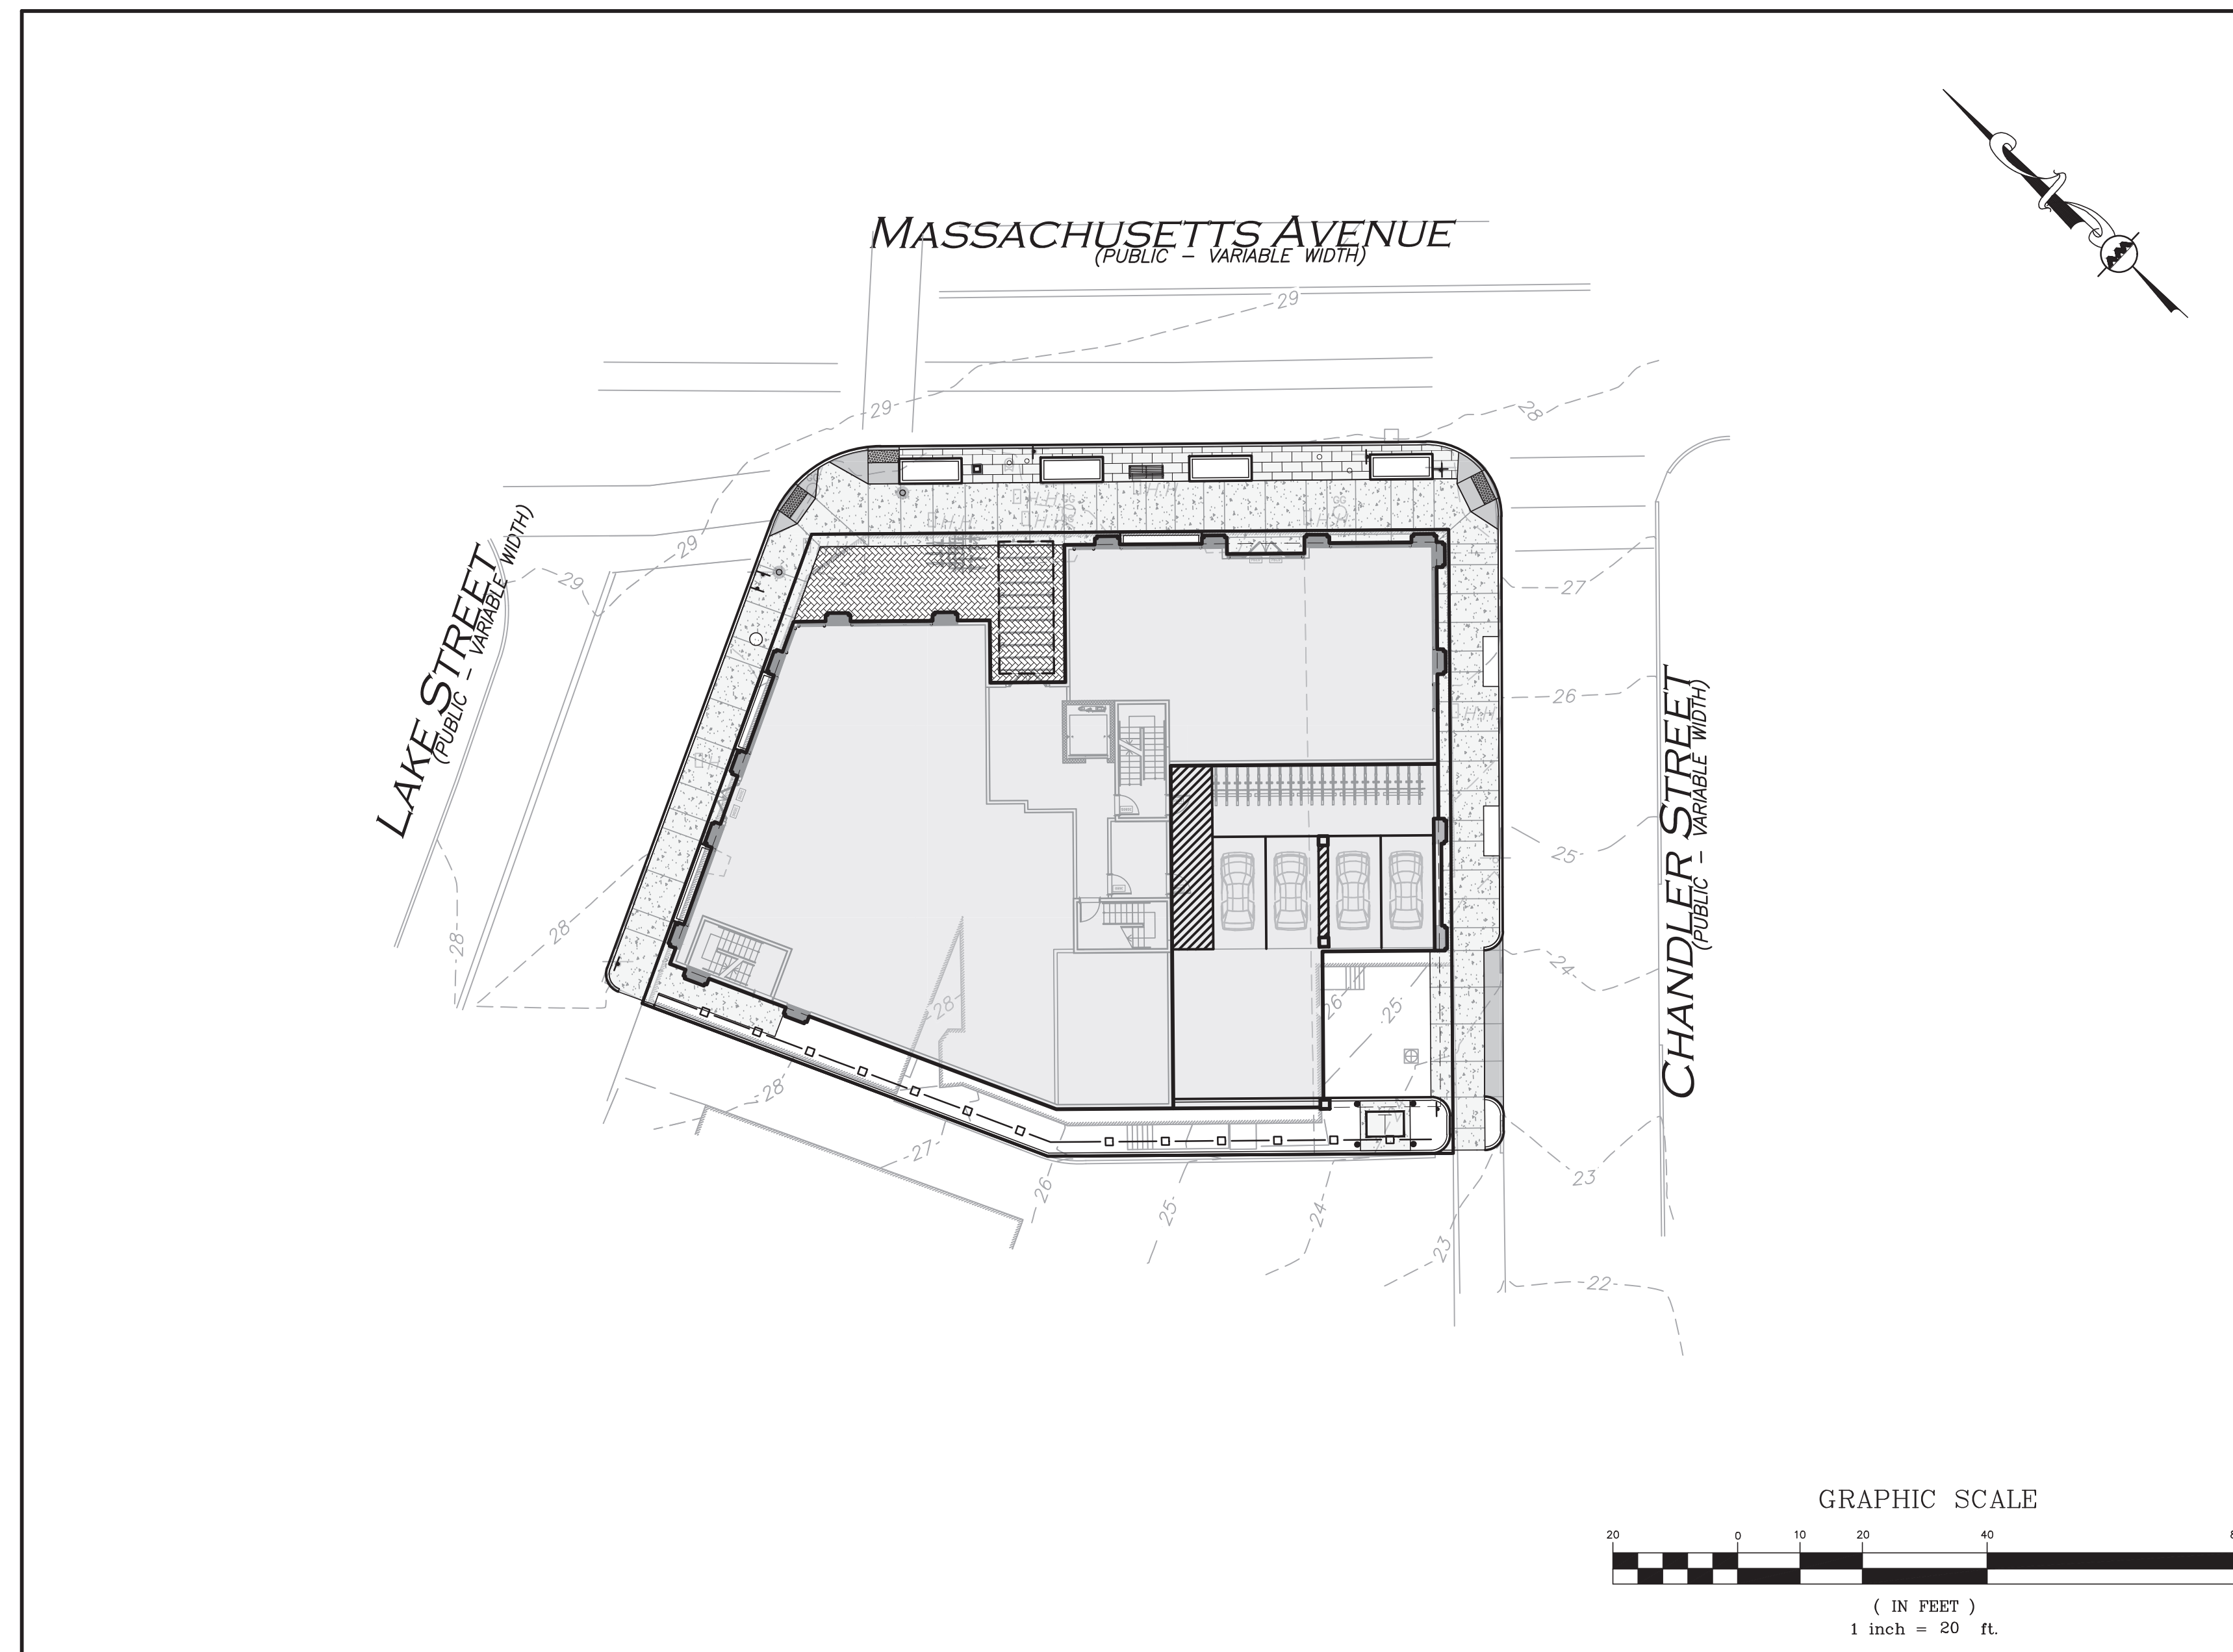 MASSACHUSETTS AVENUE
(PUBLIC - VARIABLE WIDTH)
29
29
28
29
29
27
LAKE STREET
(PUBLIC - VARIABLE WIDTH)
26
CHANDLER STREET
(PUBLIC - VARIABLE WIDTH)
25
28
28
24
28
26
25
28
27
23
26
25
24
23
22
GRAPHIC SCALE
20 0 10 20 40
( IN FEET )
1 inch = 20 ft.